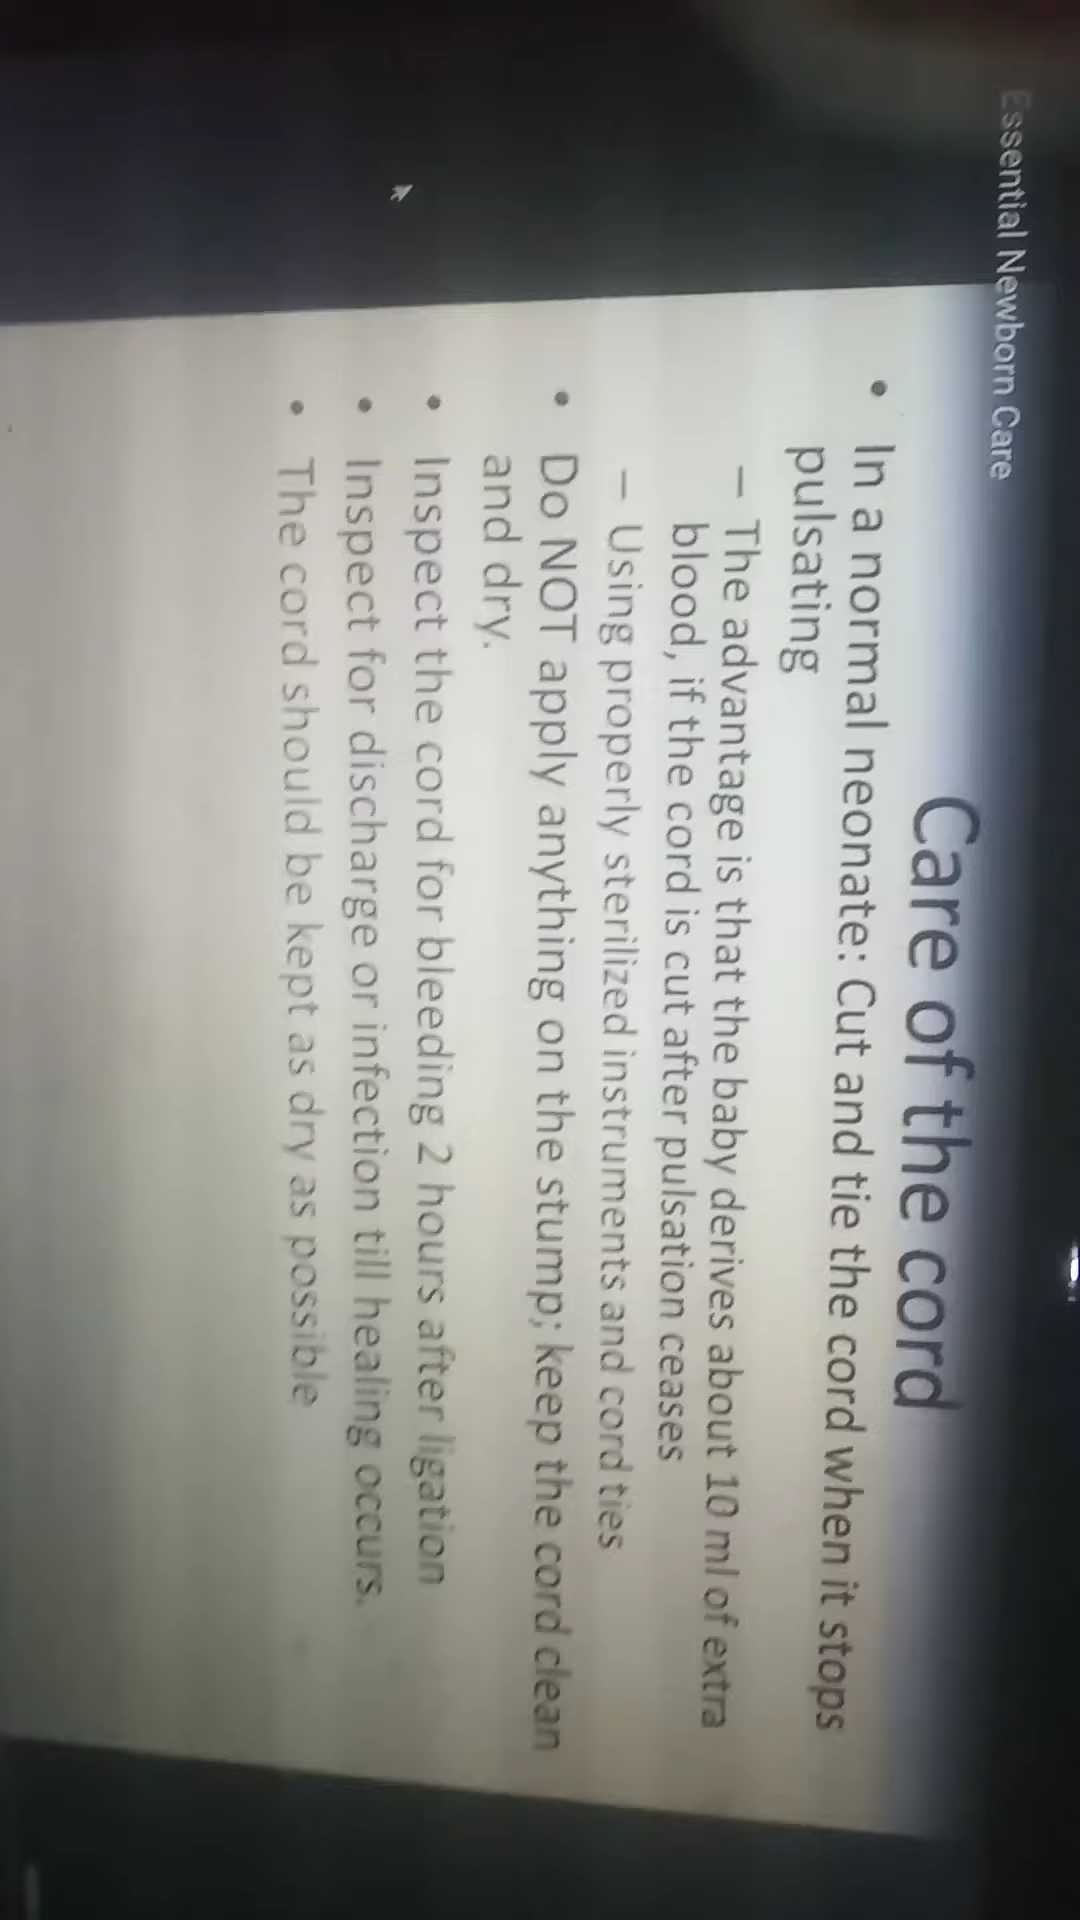 Essential Newborn Care
Care of the cord
• In a normal neonate: Cut and tie the cord when it stops
pulsating
– The advantage is that the baby derives about 10 ml of extra
blood, if the cord is cut after pulsation ceases
– Using properly sterilized instruments and cord ties
• Do NOT apply anything on the stump; keep the cord clean
and dry.
• Inspect the cord for bleeding 2 hours after ligation
• Inspect for discharge or infection till healing occurs.
• The cord should be kept as dry as possible